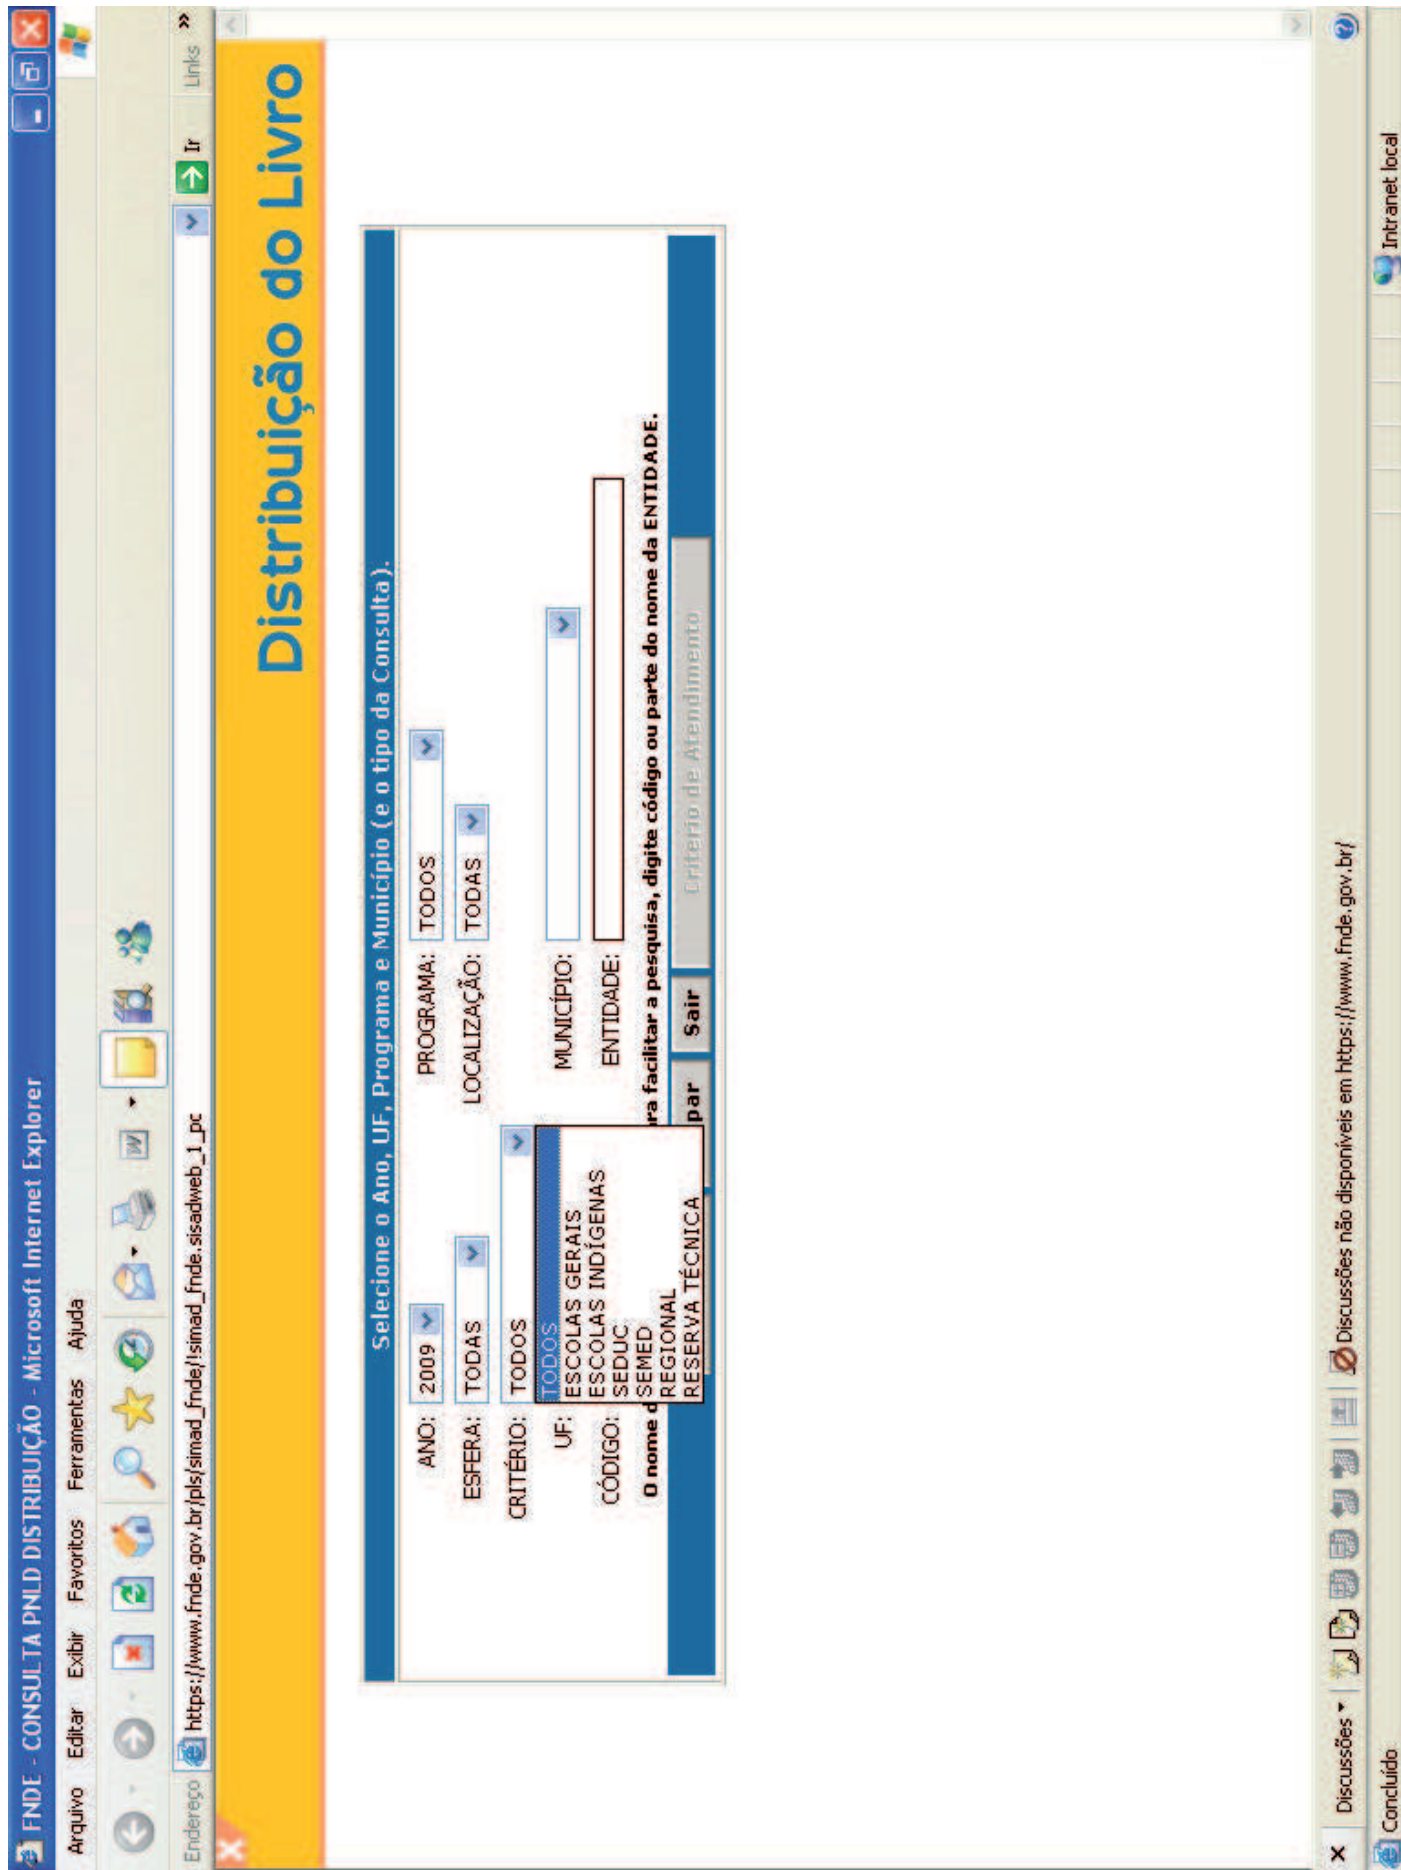 FNDE - CONSULTA PNLD DISTRIBUIÇÃO - Microsoft Internet Explorer
Arquivo Editar Exibir Favoritos Ferramentas Ajuda
Endereço https://www.fnde.gov.br/pls/simad_fnde/!simad_fnde.sisadweb_1_pc Ir Links »
Distribuição do Livro
Selecione o Ano, UF, Programa e Município (e o tipo da Consulta).
ANO: 2009 PROGRAMA: TODOS
ESFERA: TODAS LOCALIZAÇÃO: TODAS
CRITÉRIO: TODOS
TODOS
UF: MUNICÍPIO:
ESCOLAS GERAIS
ESCOLAS INDÍGENAS
CÓDIGO: SEDUC ENTIDADE:
SEMED
O nome d ra facilitar a pesquisa, digite código ou parte do nome da ENTIDADE.
REGIONAL
RESERVA TÉCNICA
par Sair Critério de Atendimento
Discussões Discussões não disponíveis em https://www.fnde.gov.br/
Concluído Intranet local